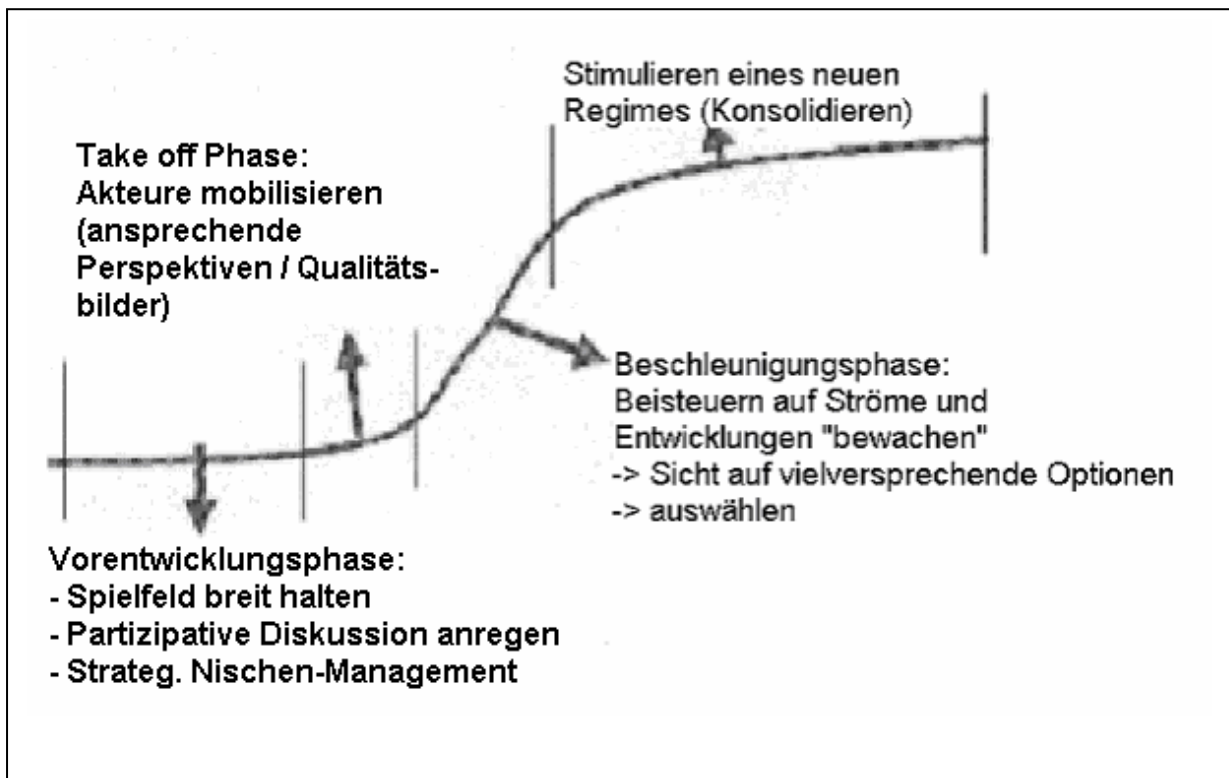 Stimulieren eines neuen
Regimes (Konsolidieren)
Take off Phase:
Akteure mobilisieren
(ansprechende
Perspektiven / Qualitäts-
bilder)
Beschleunigungsphase:
Beisteuern auf Ströme und
Entwicklungen "bewachen"
-> Sicht auf vielversprechende Optionen
-> auswählen
Vorentwicklungsphase:
- Spielfeld breit halten
- Partizipative Diskussion anregen
- Strateg. Nischen-Management